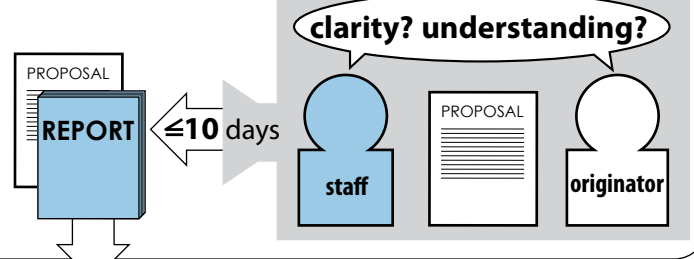 clarity? understanding?
PROPOSAL
REPORT
≤10 days
PROPOSAL
staff
originator